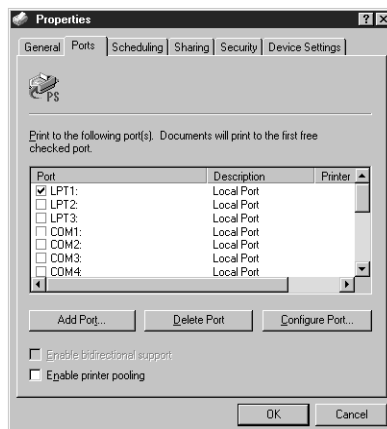 Properties
General Ports Scheduling Sharing Security Device Settings
PS
Print to the following port(s). Documents will print to the first free
checked port.
Port Description Printer
LPT1: Local Port
LPT2: Local Port
LPT3: Local Port
COM1: Local Port
COM2: Local Port
COM3: Local Port
COM4: Local Port
Add Port... Delete Port Configure Port...
Enable bidirectional support
Enable printer pooling
OK Cancel